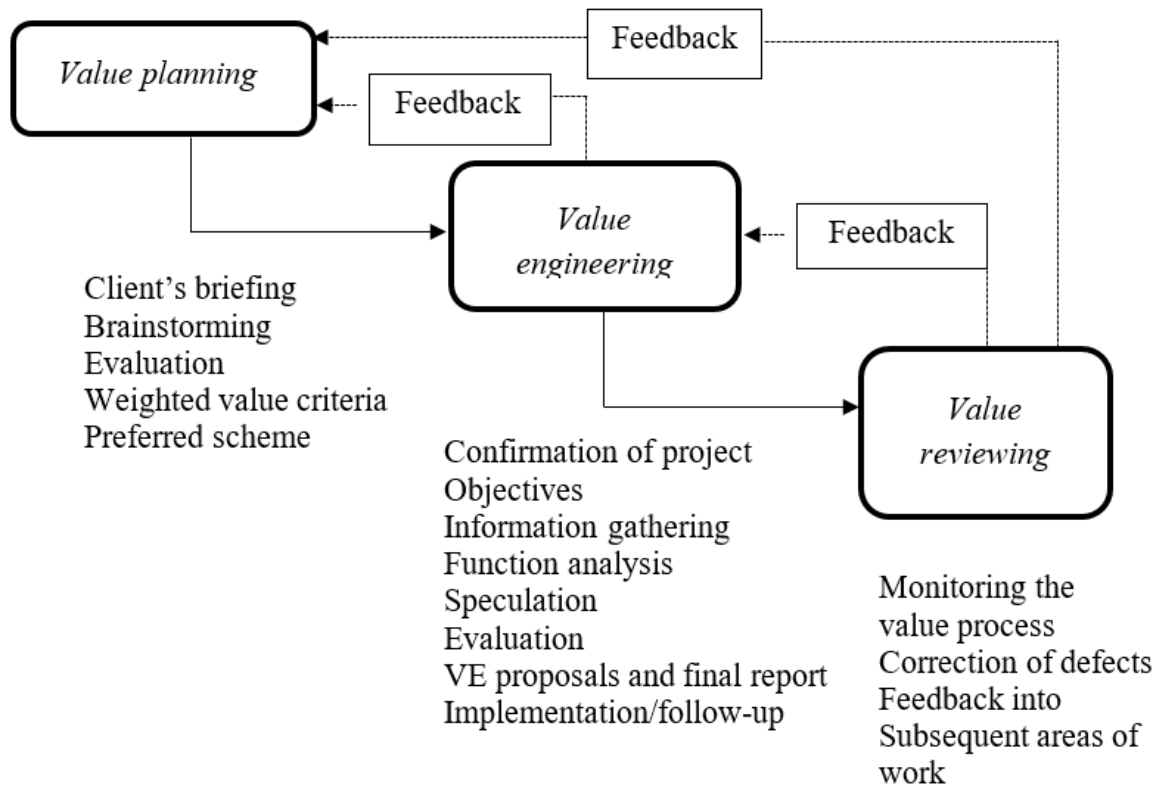 Feedback
Value planning
Feedback
Value
engineering
Feedback
Client’s briefing
Brainstorming
Evaluation
Weighted value criteria
Preferred scheme
Value
reviewing
Confirmation of project
Objectives
Information gathering
Function analysis
Speculation
Evaluation
VE proposals and final report
Implementation/follow-up
Monitoring the
value process
Correction of defects
Feedback into
Subsequent areas of
work